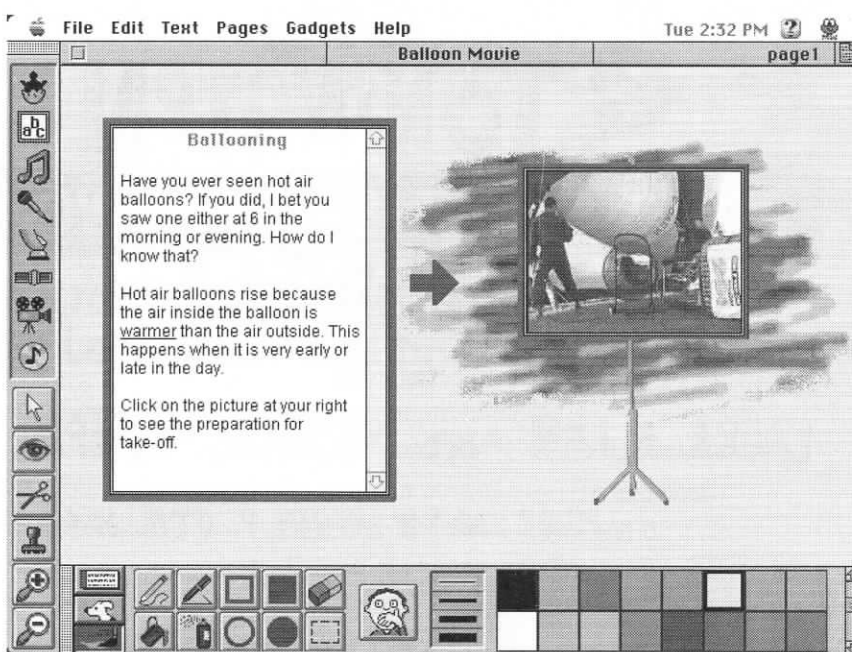 File Edit Text Pages Gadgets Help Tue 2:32 PM
Balloon Movie page1
abc
Ballooning
Have you ever seen hot air
balloons? If you did, I bet you
saw one either at 6 in the
morning or evening. How do I
know that?
Hot air balloons rise because
the air inside the balloon is
warmer than the air outside. This
happens when it is very early or
late in the day.
Click on the picture at your right
to see the preparation for
take-off.